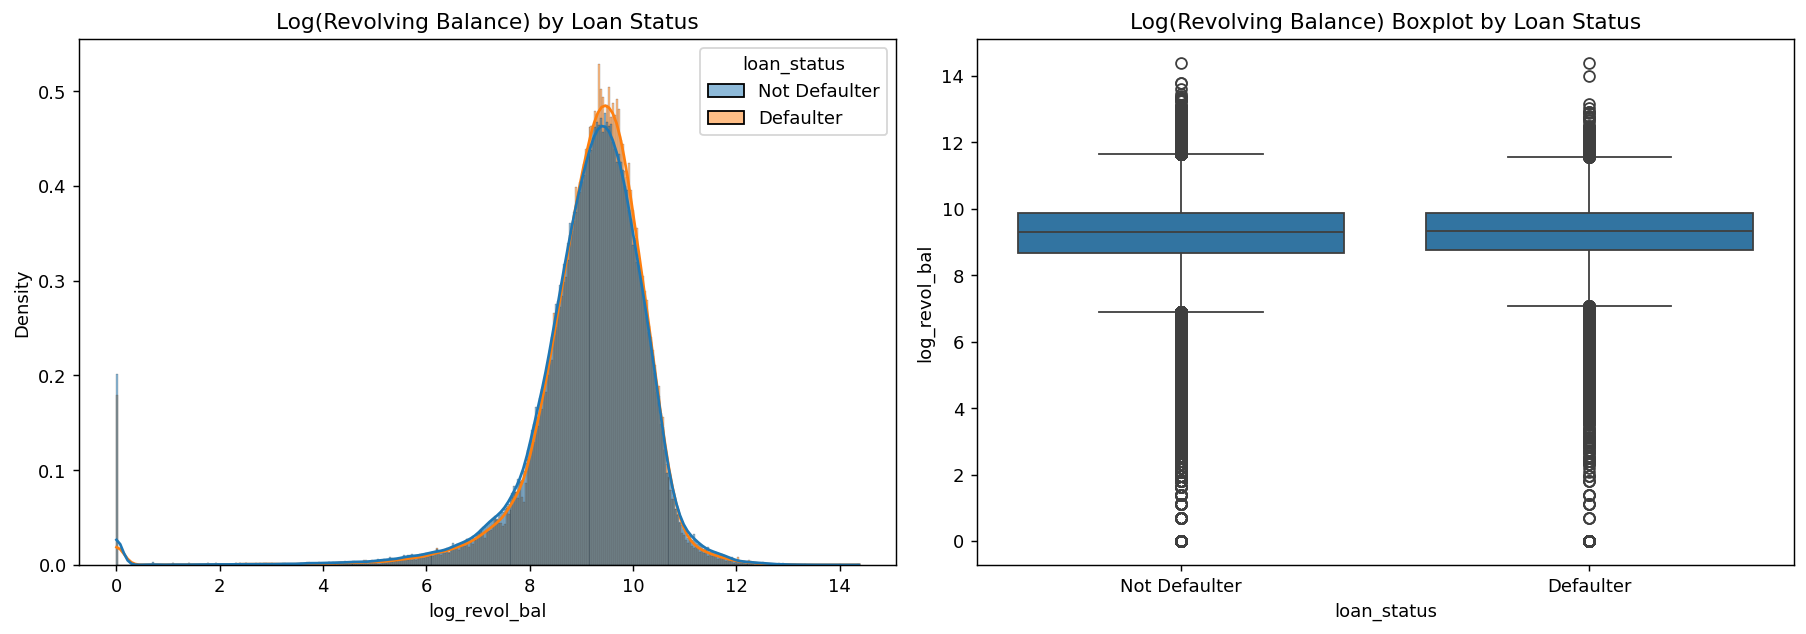 Log(Revolving Balance) by Loan Status
loan_status
Not Defaulter
Defaulter
Density
0.5
0.4
0.3
0.2
0.1
0.0
0 2 4 6 8 10 12 14
log_revol_bal
Log(Revolving Balance) Boxplot by Loan Status
log_revol_bal
14
12
10
8
6
4
2
0
Not Defaulter Defaulter
loan_status